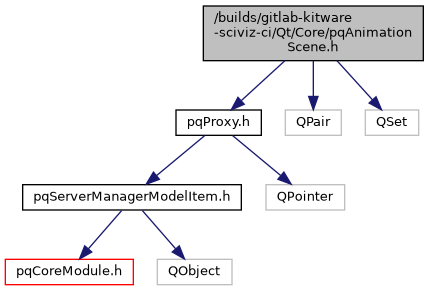 /builds/gitlab-kitware
-sciviz-ci/Qt/Core/pqAnimation
Scene.h
pqProxy.h
QPair
QSet
pqServerManagerModelItem.h
QPointer
pqCoreModule.h
QObject